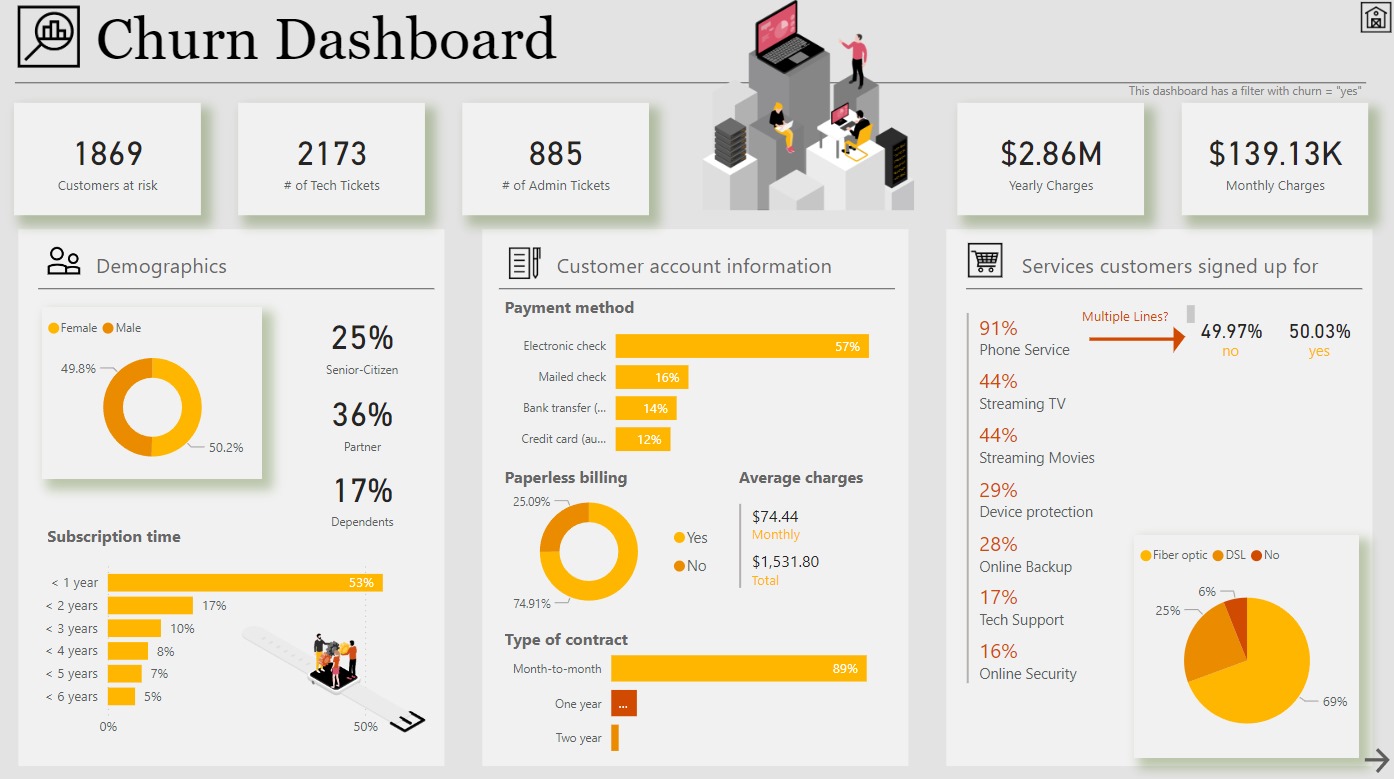 Churn Dashboard
This dashboard has a filter with churn = "yes"
1869
Customers at risk
2173
# of Tech Tickets
885
# of Admin Tickets
$2.86M
Yearly Charges
$139.13K
Monthly Charges
Demographics
Female Male
49.8%
50.2%
25%
Senior-Citizen
36%
Partner
17%
Dependents
Subscription time
< 1 year 53%
< 2 years 17%
< 3 years 10%
< 4 years 8%
< 5 years 7%
< 6 years 5%
0% 50%
Customer account information
Payment method
Electronic check 57%
Mailed check 16%
Bank transfer (... 14%
Credit card (au... 12%
Paperless billing
25.09%
74.91%
Yes
No
Average charges
$74.44
Monthly
$1,531.80
Total
Type of contract
Month-to-month 89%
One year ...
Two year
Services customers signed up for
91%
Phone Service
Multiple Lines?
49.97% 50.03%
no yes
44%
Streaming TV
44%
Streaming Movies
29%
Device protection
28%
Online Backup
17%
Tech Support
16%
Online Security
Fiber optic DSL No
6%
25%
69%